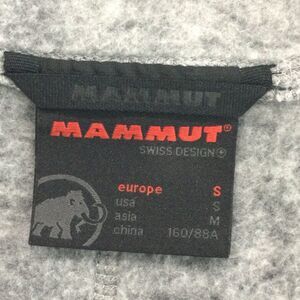 MAMMUT
MAMMUT®
SWISS DESIGN
europe S
usa S
asia M
china 160/88A